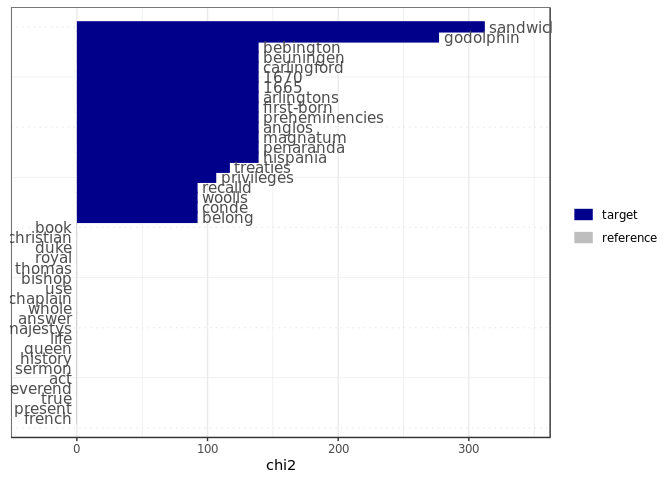 sandwic
godolphin
bebington
beuningen
carlingford
1670
1665
arlingtons
first-born
preheminencies
anglos
magnatum
penaranda
hispania
treaties
privileges
recalld
woolls
conde
belong
book
christian
duke
royal
thomas
bishop
use
chaplain
whole
answer
majestys
life
queen
history
sermon
act
everend
true
present
french
0 100 200 300
chi2
target
reference